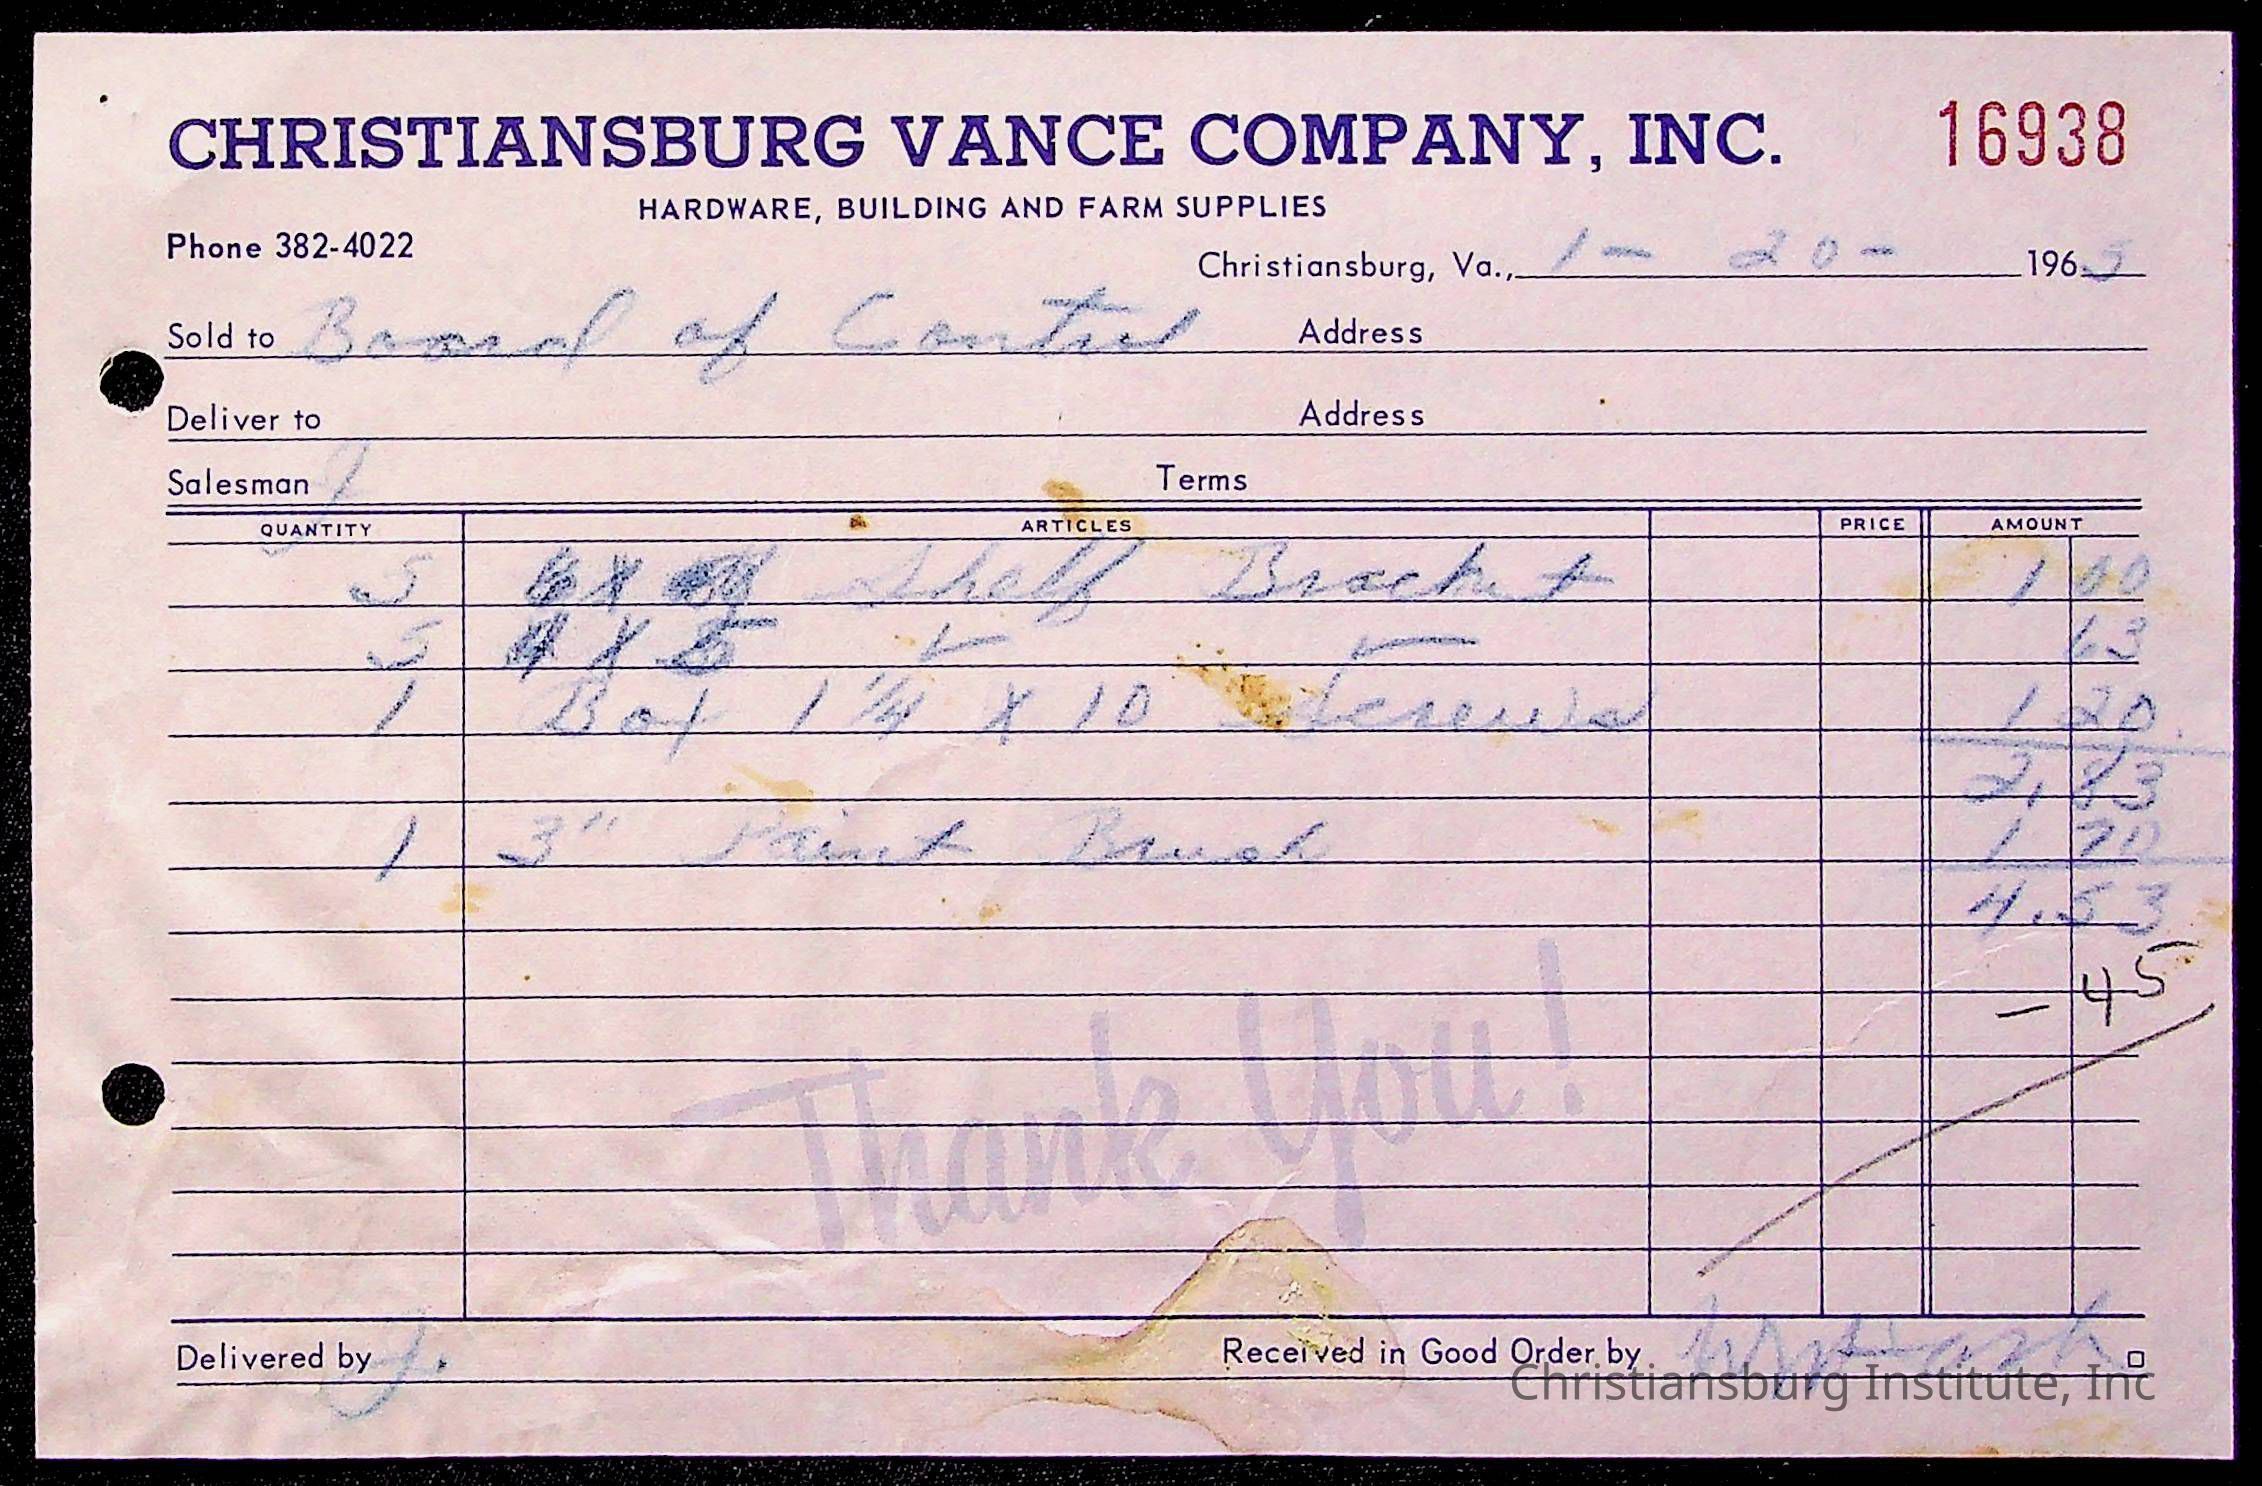 CHRISTIANSBURG VANCE COMPANY, INC. 16938
HARDWARE, BUILDING AND FARM SUPPLIES
Phone 382-4022
Christiansburg, Va., 1 - 20 - 1965
Sold to Board of Control Address
Deliver to Address
Salesman J Terms
QUANTITY ARTICLES PRICE AMOUNT
5 Shelf Bracket 1 00
5 63
1 Box 1 1/4 X 10 Screws 1 20
2.83
1 3" Paint Brush 1 70
4.53
- 45
Thank You!
Delivered by J. Received in Good Order by
Christiansburg Institute, Inc